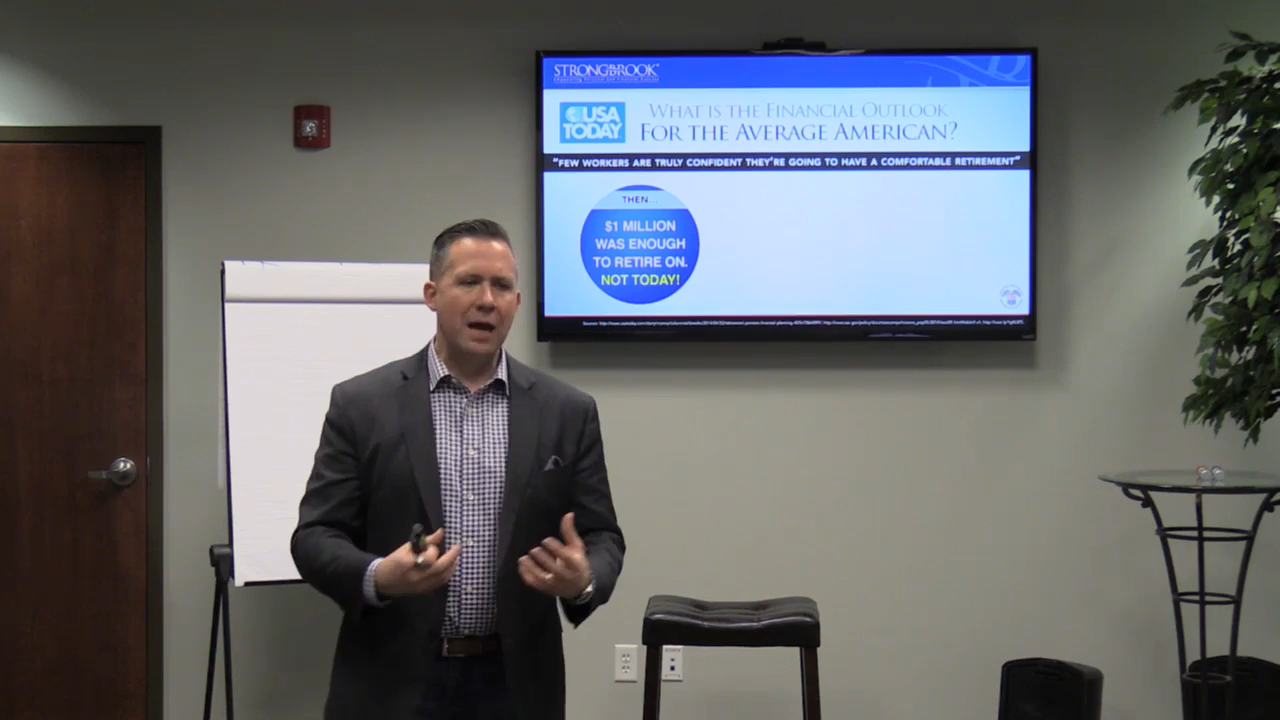 STRONGBROOK
USA
TODAY
WHAT IS THE FINANCIAL OUTLOOK
FOR THE AVERAGE AMERICAN?
"FEW WORKERS ARE TRULY CONFIDENT THEY'RE GOING TO HAVE A COMFORTABLE RETIREMENT"
THEN...
$1 MILLION
WAS ENOUGH
TO RETIRE ON.
NOT TODAY!